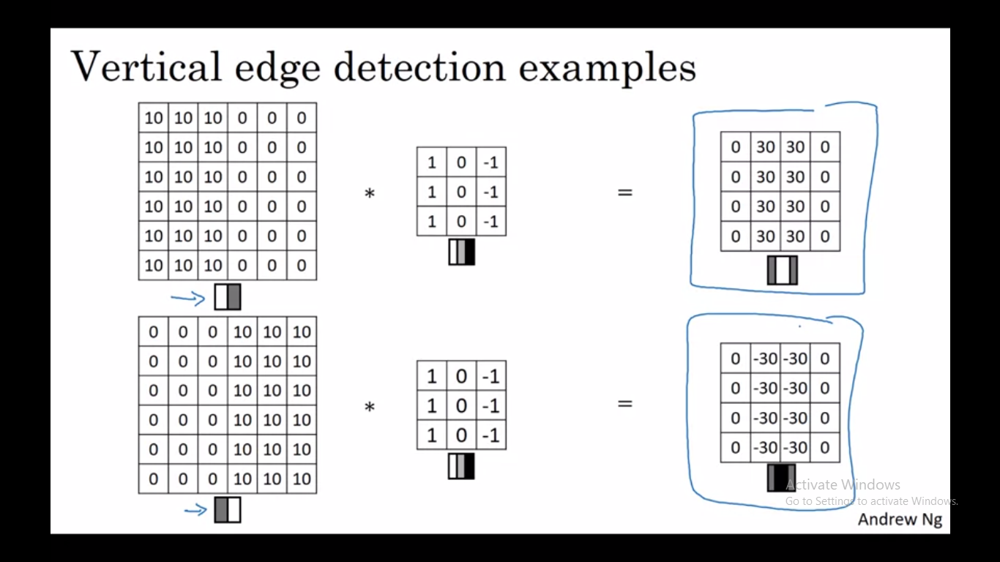 Vertical edge detection examples
10 10 10 0 0 0
10 10 10 0 0 0
10 10 10 0 0 0
10 10 10 0 0 0
10 10 10 0 0 0
10 10 10 0 0 0
*
1 0 -1
1 0 -1
1 0 -1
=
0 30 30 0
0 30 30 0
0 30 30 0
0 30 30 0
0 0 0 10 10 10
0 0 0 10 10 10
0 0 0 10 10 10
0 0 0 10 10 10
0 0 0 10 10 10
0 0 0 10 10 10
*
1 0 -1
1 0 -1
1 0 -1
=
0 -30 -30 0
0 -30 -30 0
0 -30 -30 0
0 -30 -30 0
Activate Windows
Go to Settings to activate Windows.
Andrew Ng